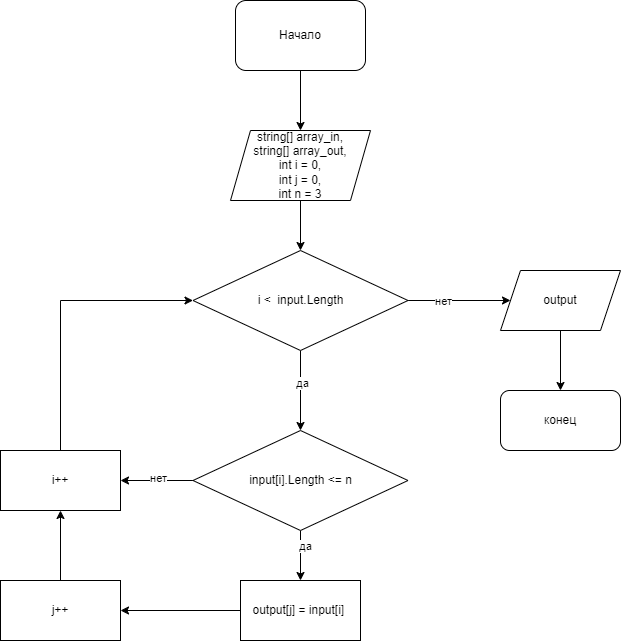 Начало
string[] array_in,
string[] array_out,
int i = 0,
int j = 0,
int n = 3
i < input.Length
нет
output
да
конец
input[i].Length <= n
нет
i++
да
output[j] = input[i]
j++